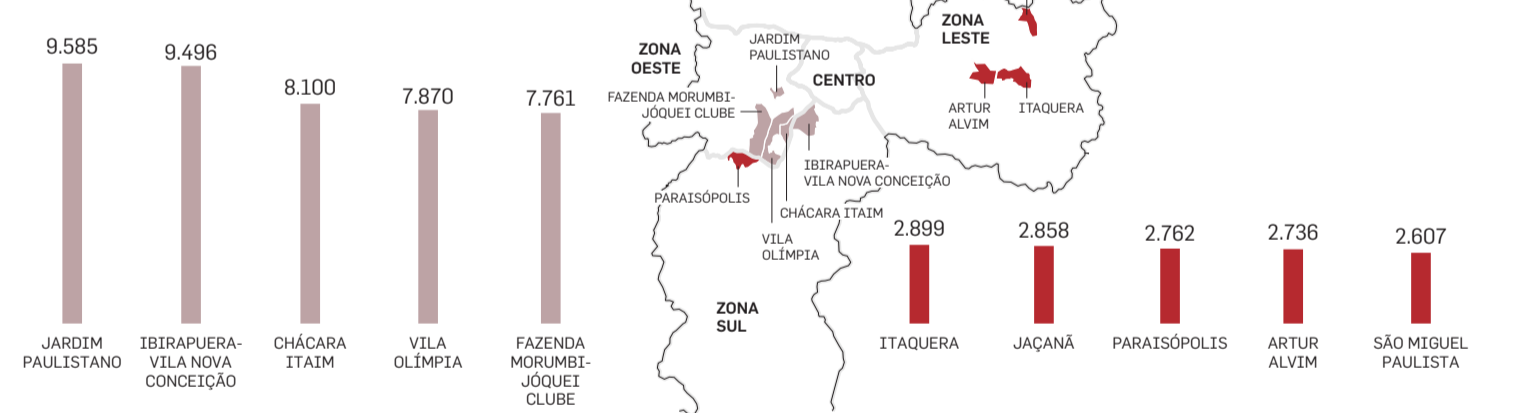 9.585
9.496
8.100
7.870
7.761
JARDIM
PAULISTANO
IBIRAPUERA-
VILA NOVA
CONCEIÇÃO
CHÁCARA
ITAIM
VILA
OLÍMPIA
FAZENDA
MORUMBI-
JÓQUEI
CLUBE
ZONA
OESTE
JARDIM
PAULISTANO
CENTRO
ZONA
LESTE
FAZENDA MORUMBI-
JÓQUEI CLUBE
ARTUR
ALVIM
ITAQUERA
IBIRAPUERA-
VILA NOVA CONCEIÇÃO
PARAISÓPOLIS
CHÁCARA ITAIM
VILA
OLÍMPIA
ZONA
SUL
2.899
2.858
2.762
2.736
2.607
ITAQUERA
JAÇANÃ
PARAISÓPOLIS
ARTUR
ALVIM
SÃO MIGUEL
PAULISTA